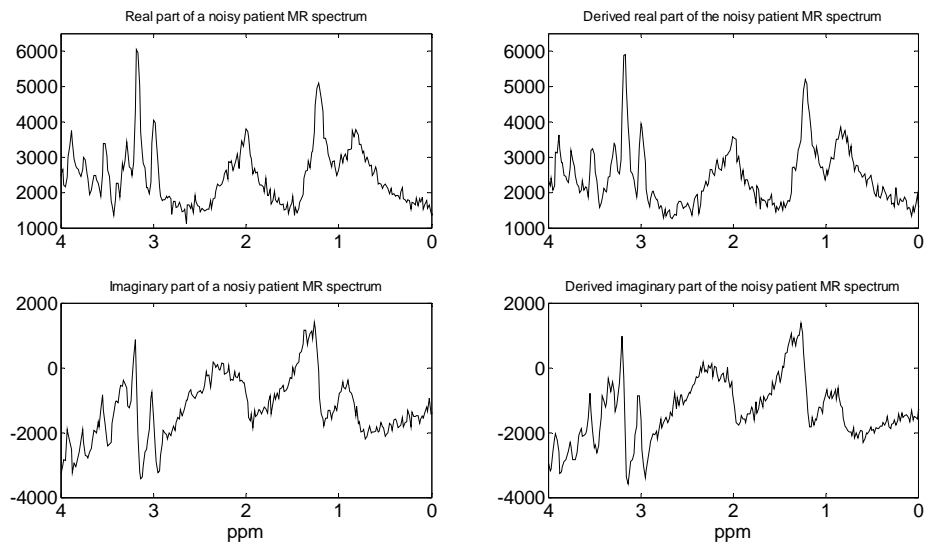 Real part of a noisy patient MR spectrum
6000
5000
4000
3000
2000
1000
4 3 2 1 0
Derived real part of the noisy patient MR spectrum
6000
5000
4000
3000
2000
1000
4 3 2 1 0
Imaginary part of a nosiy patient MR spectrum
2000
0
-2000
-4000
4 3 2 1 0
ppm
Derived imaginary part of the noisy patient MR spectrum
2000
0
-2000
-4000
4 3 2 1 0
ppm